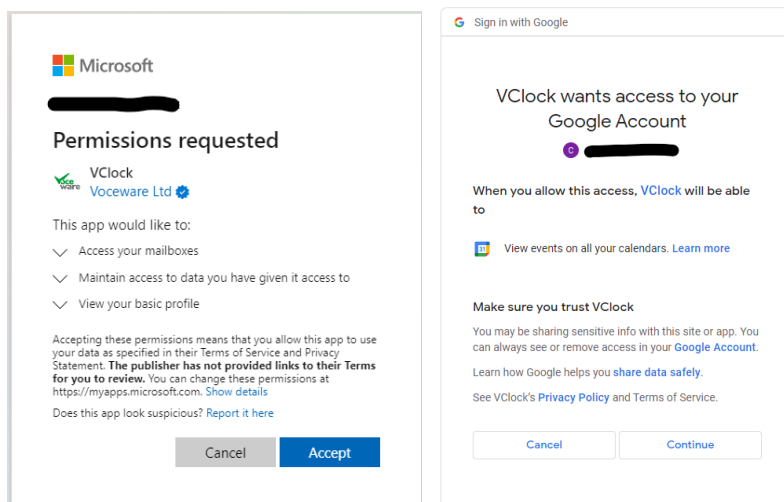 Microsoft
Permissions requested
VClock
Voce
ware
Voceware Ltd
This app would like to:
Access your mailboxes
Maintain access to data you have given it access to
View your basic profile
Accepting these permissions means that you allow this app to use
your data as specified in their Terms of Service and Privacy
Statement. The publisher has not provided links to their Terms
for you to review. You can change these permissions at
https://myapps.microsoft.com. Show details
Does this app look suspicious? Report it here
Cancel
Accept
G Sign in with Google
VClock wants access to your
Google Account
C
When you allow this access, VClock will be able
to
31
View events on all your calendars. Learn more
Make sure you trust VClock
You may be sharing sensitive info with this site or app. You
can always see or remove access in your Google Account.
Learn how Google helps you share data safely.
See VClock's Privacy Policy and Terms of Service.
Cancel
Continue